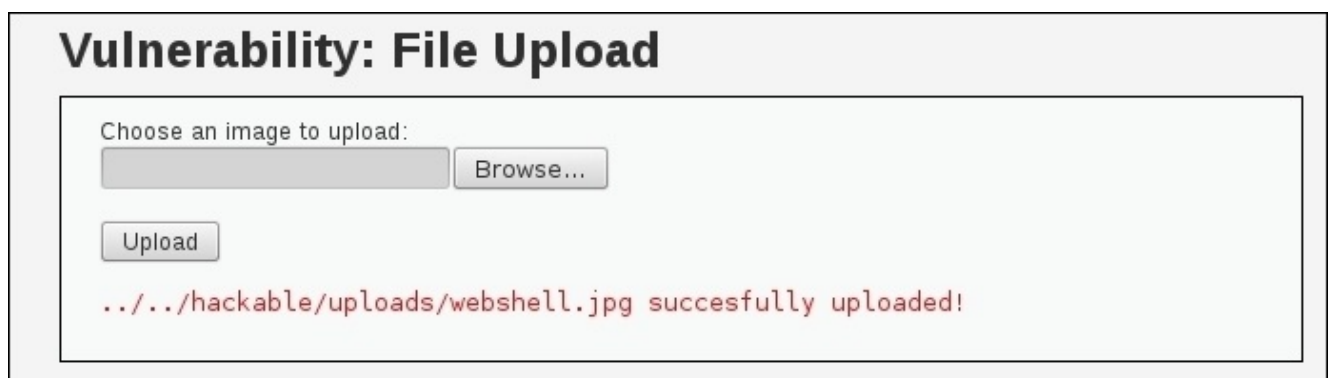 Vulnerability: File Upload
Choose an image to upload:
Browse...
Upload
../../hackable/uploads/webshell.jpg succesfully uploaded!